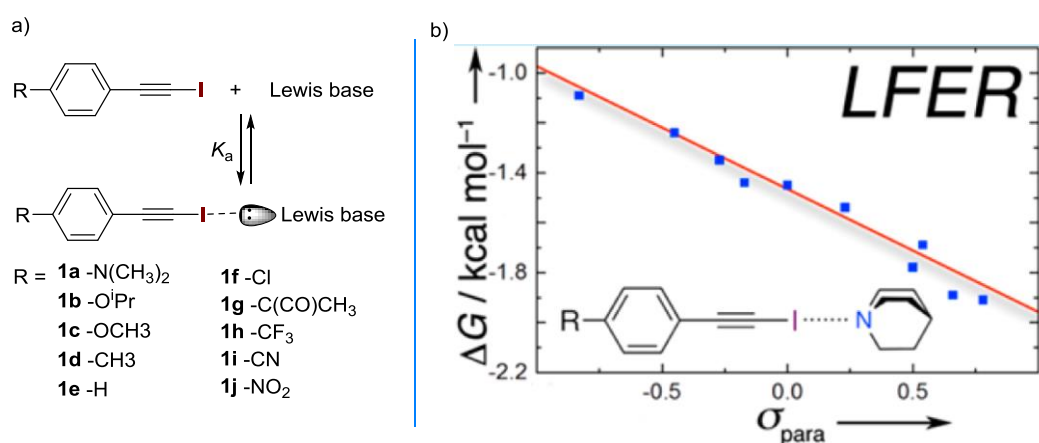 a)
R
I + Lewis base
Kₐ
R
I Lewis base
R = 1a -N(CH₃)₂
1b -OⁱPr
1c -OCH3
1d -CH3
1e -H
1f -Cl
1g -C(CO)CH₃
1h -CF₃
1i -CN
1j -NO₂
b)
LFER
ΔG / kcal mol⁻¹
-1.0
-1.4
-1.8
-2.2
R I N
-0.5 0.0 0.5
σpara